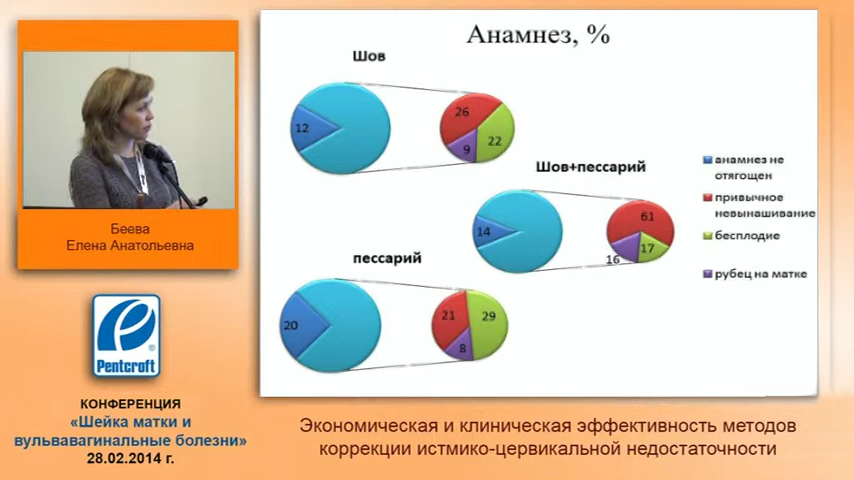 Анамнез, %
Шов
12
26
22
9
Шов+пессарий
14
61
17
16
пессарий
20
21
29
8
анамнез не
отягощен
привычное
невынашивание
бесплодие
рубец на матке
Беева
Елена Анатольевна
Pentcroft
®
КОНФЕРЕНЦИЯ
«Шейка матки и
вульвавагинальные болезни»
28.02.2014 г.
Экономическая и клиническая эффективность методов
коррекции истмико-цервикальной недостаточности